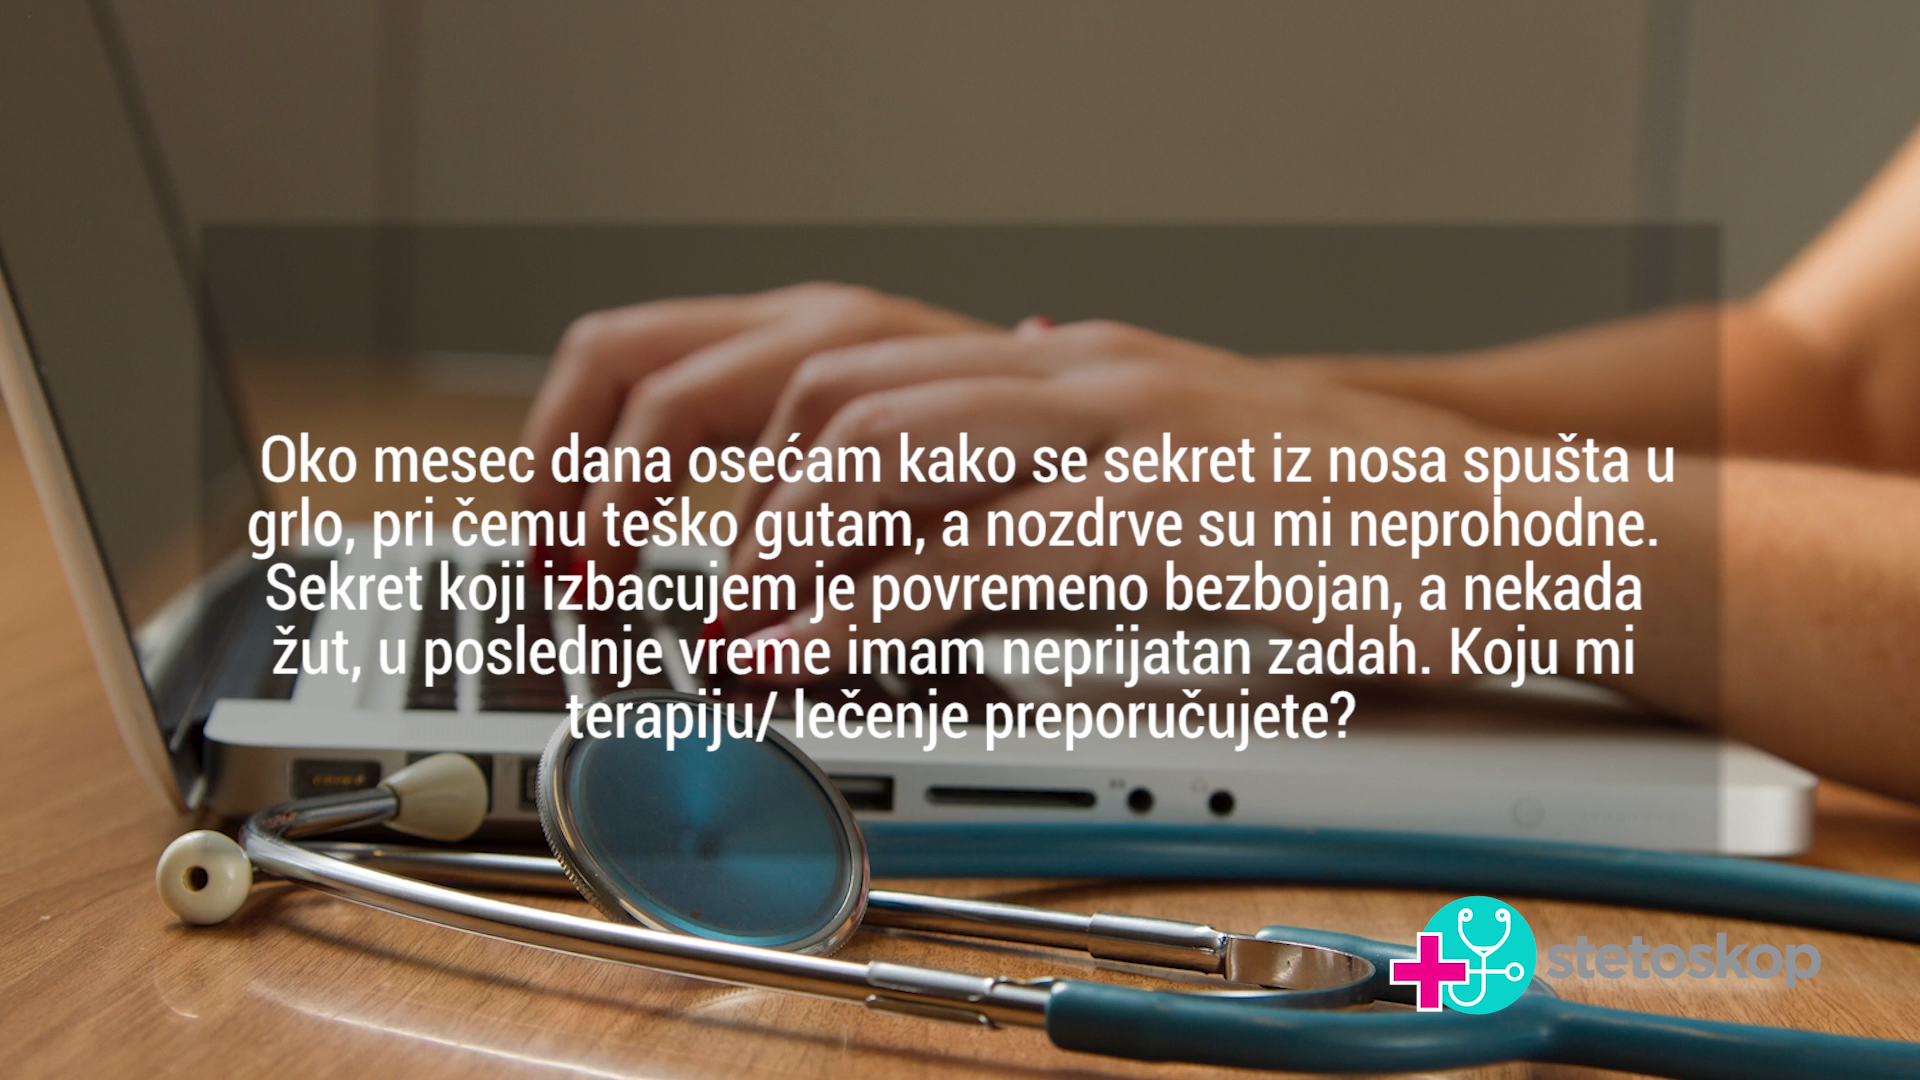 Oko mesec dana osećam kako se sekret iz nosa spušta u
grlo, pri čemu teško gutam, a nozdrve su mi neprohodne.
Sekret koji izbacujem je povremeno bezbojan, a nekada
žut, u poslednje vreme imam neprijatan zadah. Koju mi
terapiju/ lečenje preporučujete?
stetoskop